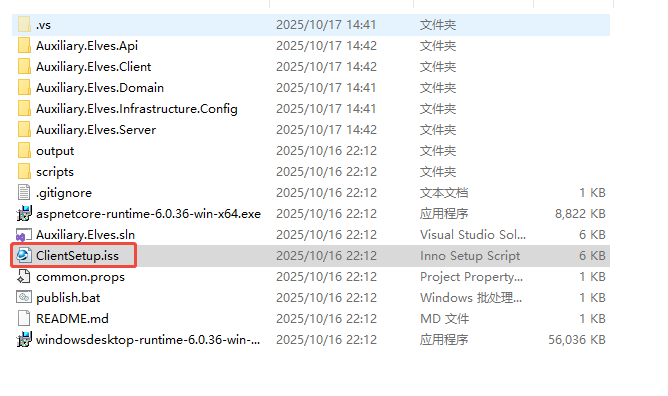 .vs 2025/10/17 14:41 文件夹
Auxiliary.Elves.Api 2025/10/17 14:42 文件夹
Auxiliary.Elves.Client 2025/10/17 14:42 文件夹
Auxiliary.Elves.Domain 2025/10/17 14:41 文件夹
Auxiliary.Elves.Infrastructure.Config 2025/10/17 14:41 文件夹
Auxiliary.Elves.Server 2025/10/17 14:42 文件夹
output 2025/10/16 22:12 文件夹
scripts 2025/10/16 22:12 文件夹
.gitignore 2025/10/16 22:12 文本文档 1 KB
aspnetcore-runtime-6.0.36-win-x64.exe 2025/10/16 22:12 应用程序 8,822 KB
Auxiliary.Elves.sln 2025/10/16 22:12 Visual Studio Sol... 6 KB
ClientSetup.iss 2025/10/16 22:12 Inno Setup Script 6 KB
common.props 2025/10/16 22:12 Project Property... 1 KB
publish.bat 2025/10/16 22:12 Windows 批处理... 1 KB
README.md 2025/10/16 22:12 MD 文件 1 KB
windowsdesktop-runtime-6.0.36-win-... 2025/10/16 22:12 应用程序 56,036 KB